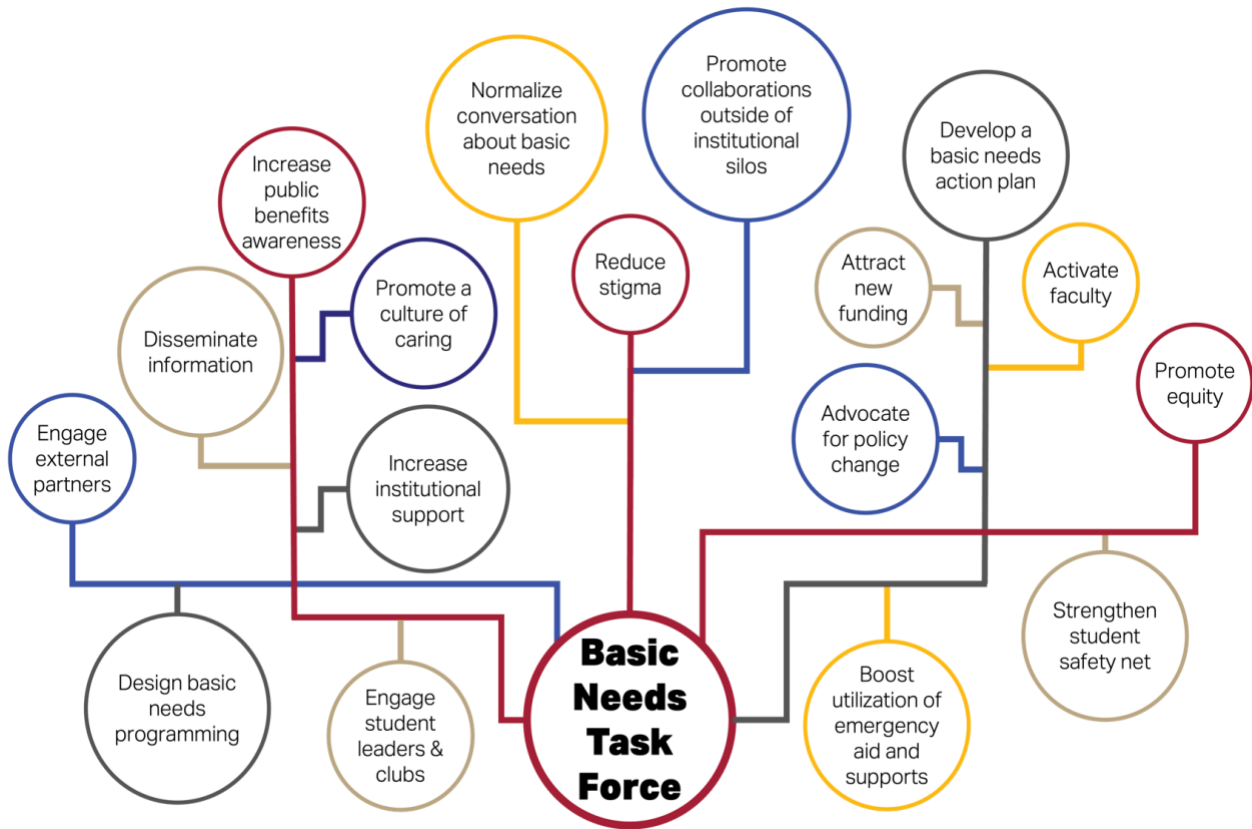 Normalize
conversation
about basic
needs
Promote
collaborations
outside of
institutional
silos
Develop a
basic needs
action plan
Increase
public
benefits
awareness
Reduce
stigma
Attract
new
funding
Activate
faculty
Promote a
culture of
caring
Disseminate
information
Promote
equity
Advocate
for policy
change
Engage
external
partners
Increase
institutional
support
Strengthen
student
safety net
Design basic
needs
programming
Engage
student
leaders &
clubs
Basic
Needs
Task
Force
Boost
utilization of
emergency
aid and
supports